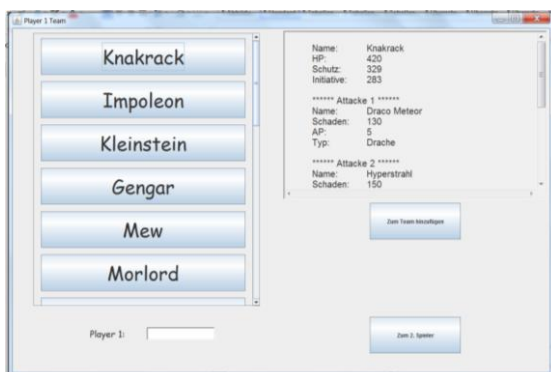 Player 1 Team
Knakrack
Impoleon
Kleinstein
Gengar
Mew
Morlord
Player 1:
Name: Knakrack
HP: 420
Schutz: 329
Initiative: 283
****** Attacke 1 ******
Name: Draco Meteor
Schaden: 130
AP: 5
Typ: Drache
****** Attacke 2 ******
Name: Hyperstrahl
Schaden: 150
Zum Team hinzufügen
Zum 2. Spieler